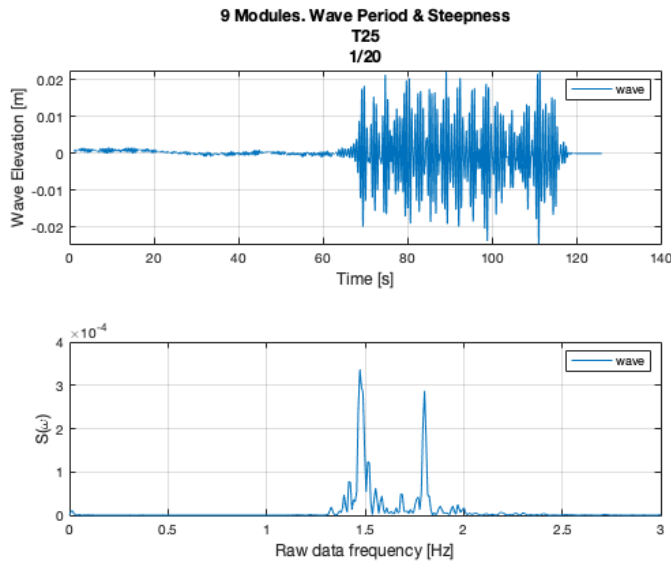 9 Modules. Wave Period & Steepness
T25
1/20
Wave Elevation [m]
0.02
0.01
0
-0.01
-0.02
wave
0 20 40 60 80 100 120 140
Time [s]
×10⁻⁴
S(ω)
4
3
2
1
0
wave
0 0.5 1 1.5 2 2.5 3
Raw data frequency [Hz]